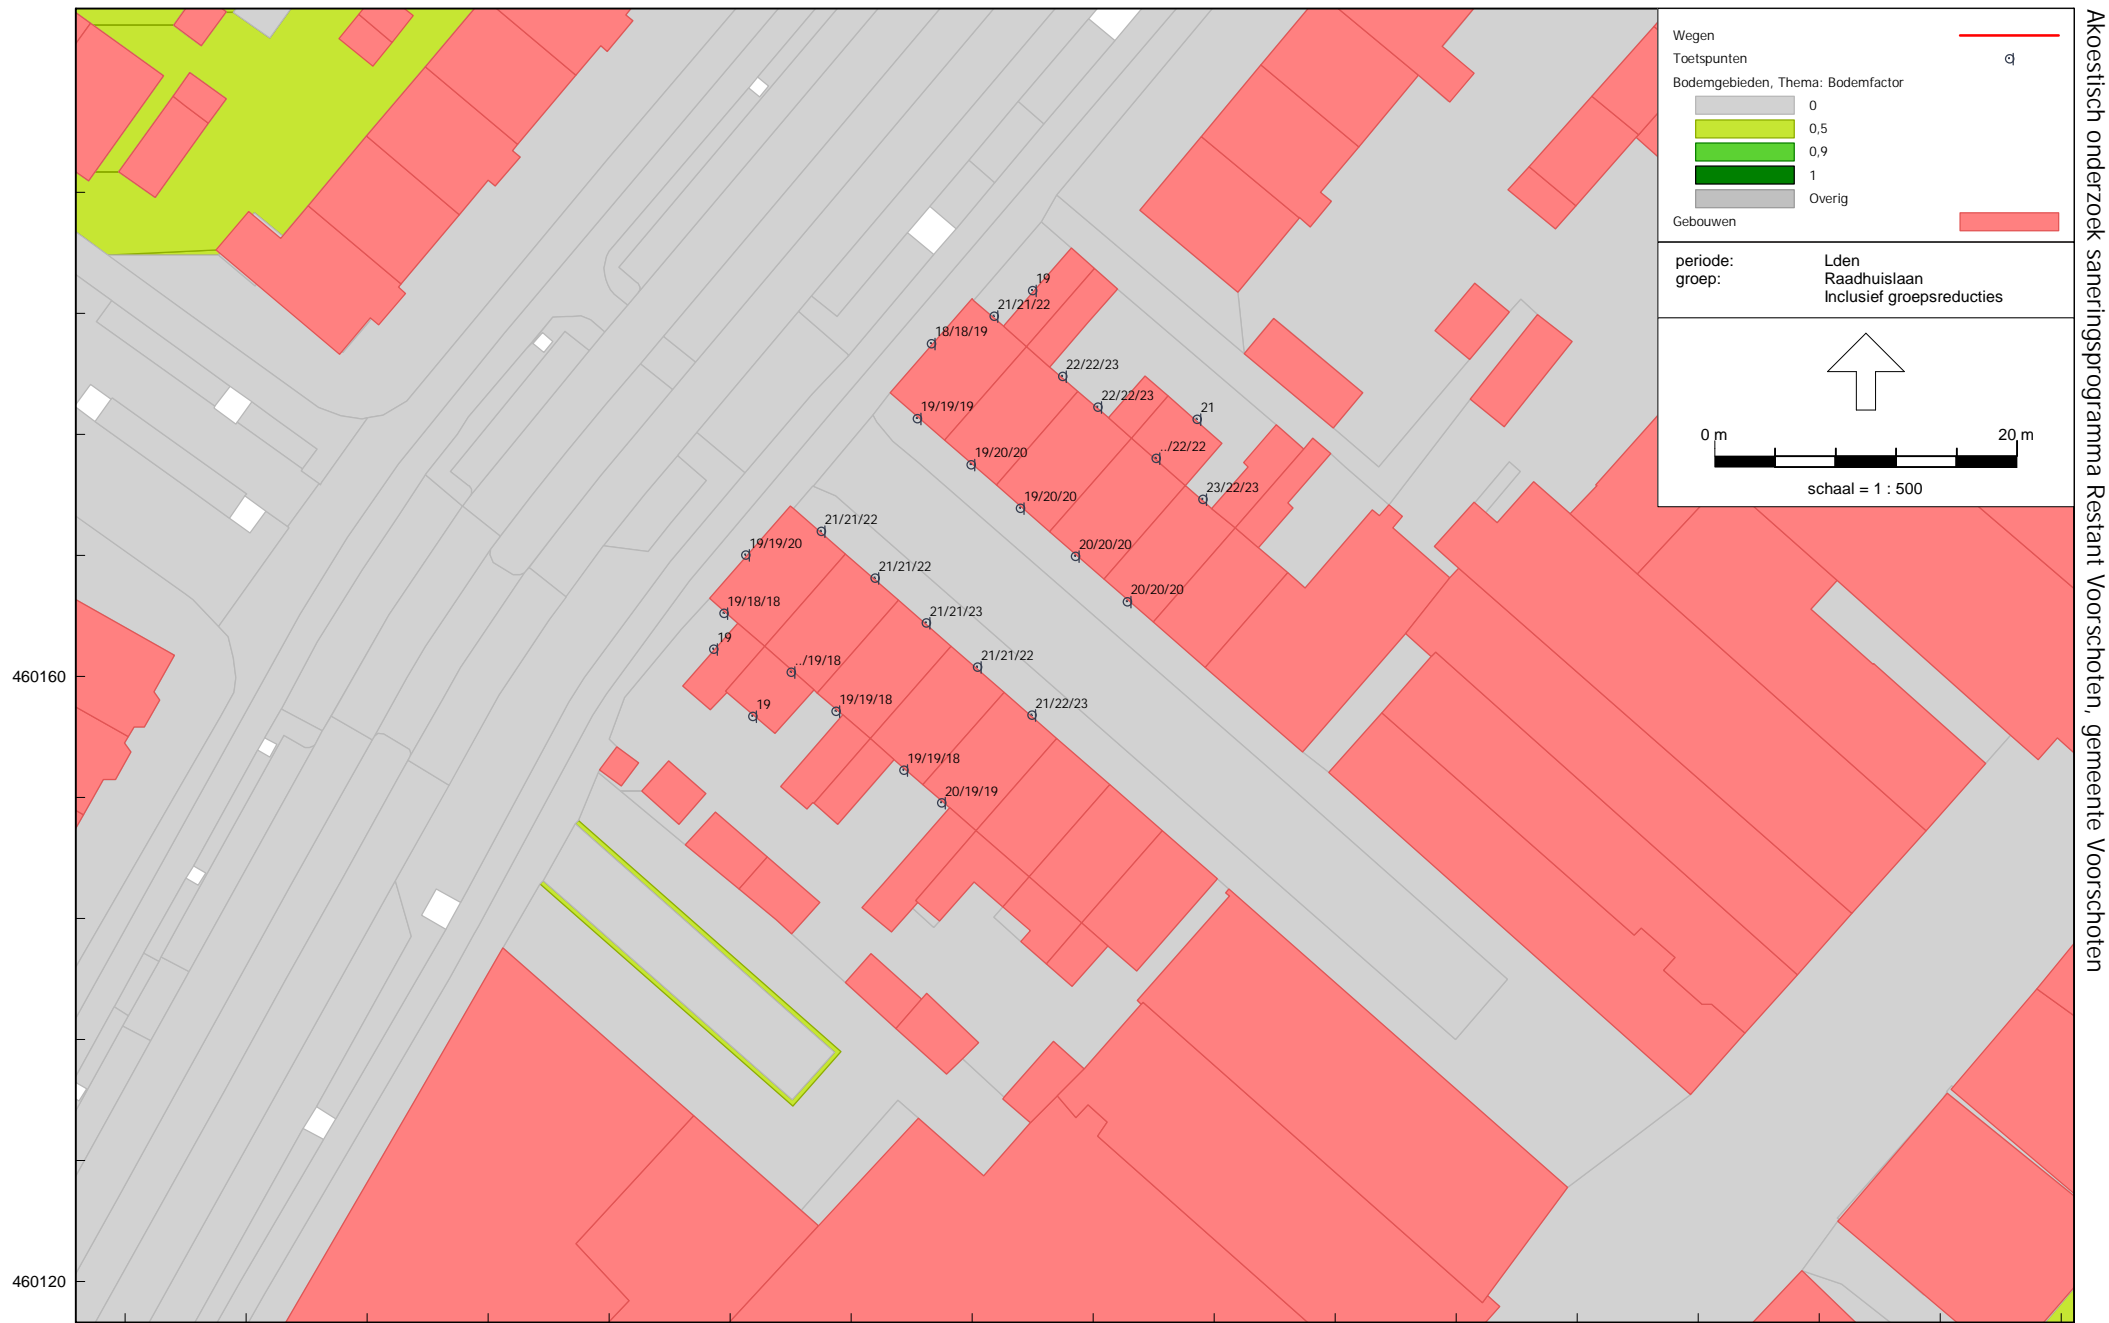 Wegen
Toetspunten
Bodemgebieden, Thema: Bodemfactor
0
0,5
0,9
1
Overig
Gebouwen
periode: Lden
groep: Raadhuislaan
Inclusief groepsreducties
0 m 20 m
schaal = 1 : 500
Akoestisch onderzoek saneringsprogramma Restant Voorschoten, gemeente Voorschoten
19
21/21/22
18/18/19
22/22/23
22/22/23
21
19/19/19
../22/22
19/20/20
23/22/23
19/20/20
21/21/22
19/19/20
20/20/20
21/21/22
20/20/20
19/18/18
21/21/23
19
../19/18
21/21/22
19
19/19/18
21/22/23
19/19/18
20/19/19
460160
460120